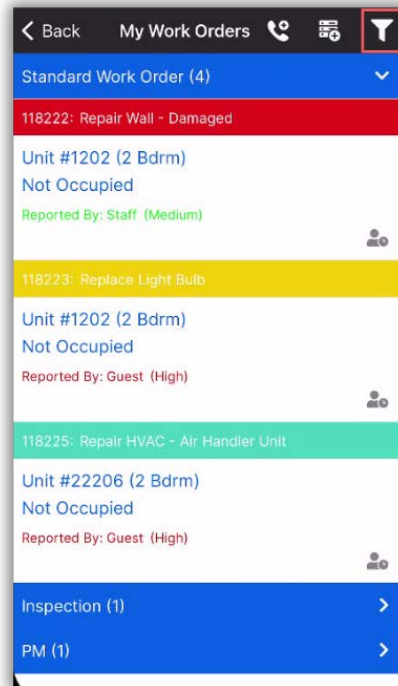 Back My Work Orders
Standard Work Order (4)
118222: Repair Wall - Damaged
Unit #1202 (2 Bdrm)
Not Occupied
Reported By: Staff (Medium)
118223: Replace Light Bulb
Unit #1202 (2 Bdrm)
Not Occupied
Reported By: Guest (High)
118225: Repair HVAC - Air Handler Unit
Unit #22206 (2 Bdrm)
Not Occupied
Reported By: Guest (High)
Inspection (1)
PM (1)